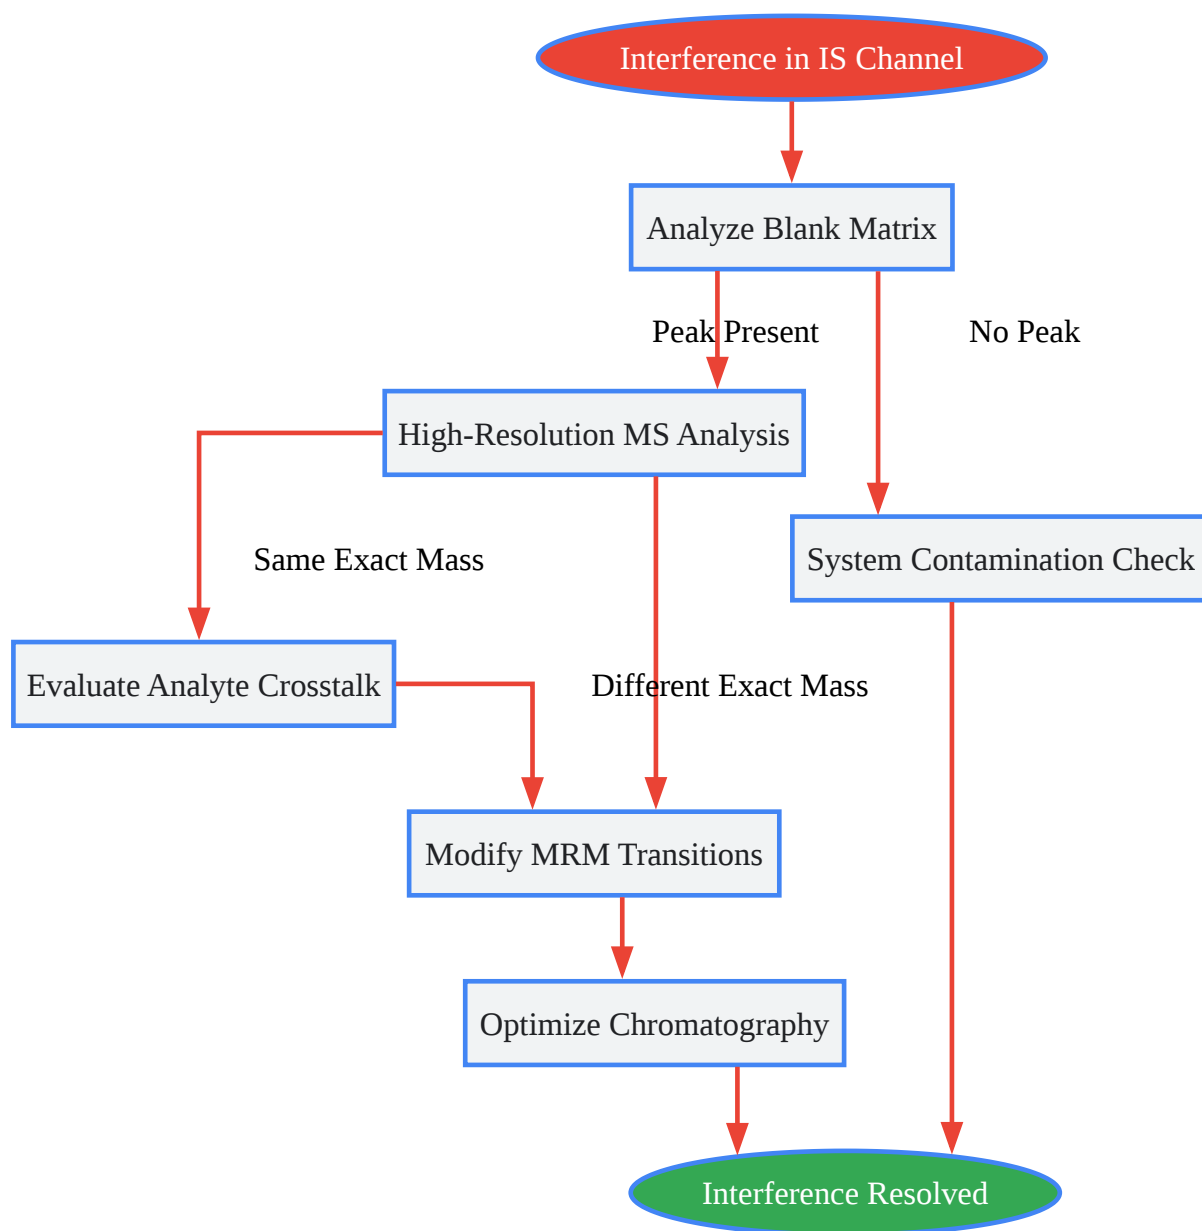 Interference in IS Channel
Analyze Blank Matrix
Peak Present
No Peak
High-Resolution MS Analysis
Same Exact Mass
System Contamination Check
Evaluate Analyte Crosstalk
Different Exact Mass
Modify MRM Transitions
Optimize Chromatography
Interference Resolved